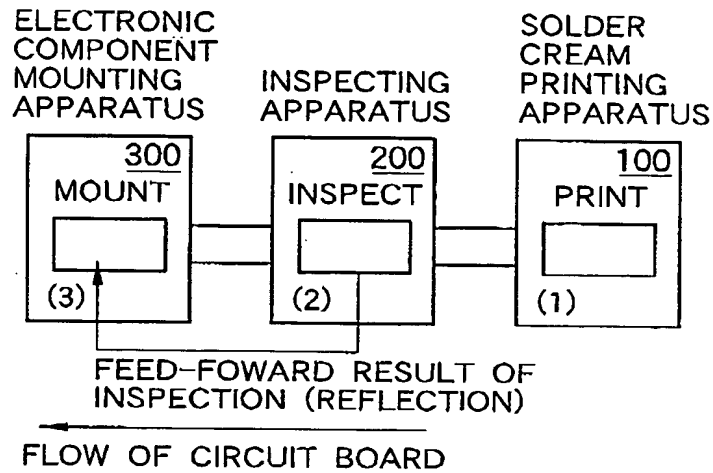 ELECTRONIC
COMPONENT
MOUNTING
APPARATUS
INSPECTING
APPARATUS
SOLDER
CREAM
PRINTING
APPARATUS
300
MOUNT
(3)
200
INSPECT
(2)
100
PRINT
(1)
FEED-FOWARD RESULT OF
INSPECTION (REFLECTION)
FLOW OF CIRCUIT BOARD